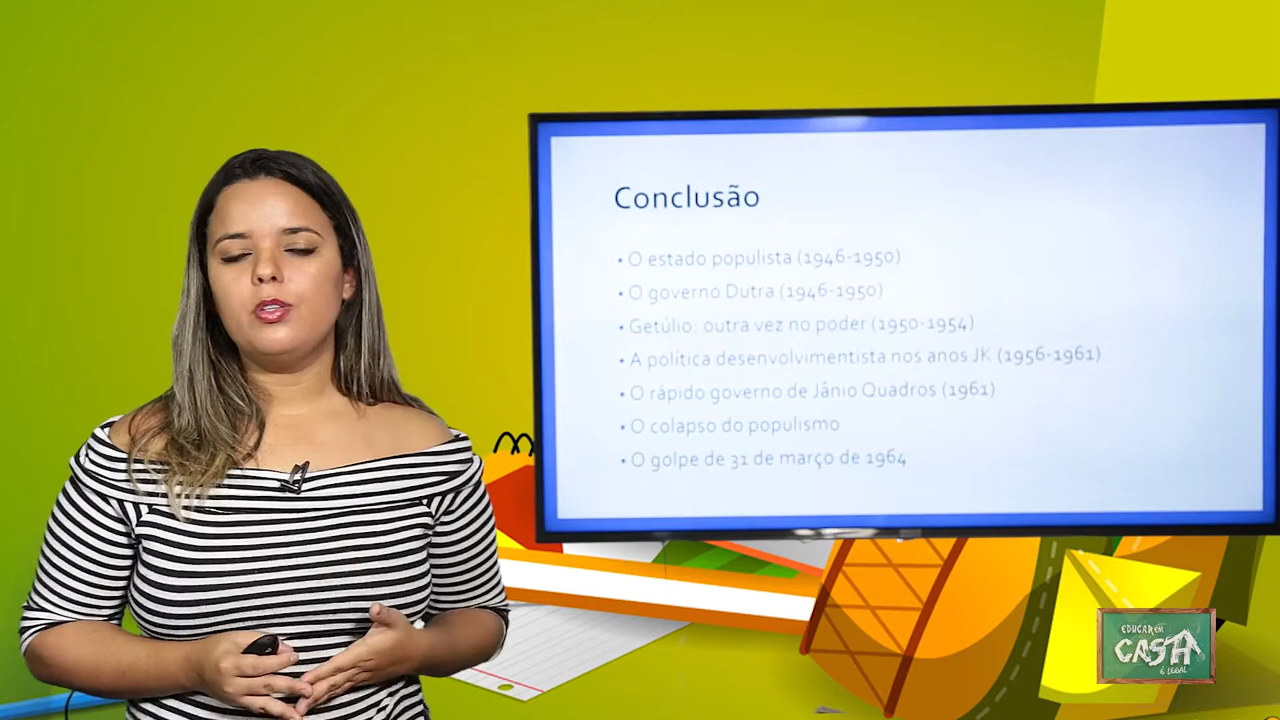 Conclusão
• O estado populista (1946-1950)
• O governo Dutra (1946-1950)
• Getúlio: outra vez no poder (1950-1954)
• A política desenvolvimentista nos anos JK (1956-1961)
• O rápido governo de Jânio Quadros (1961)
• O colapso do populismo
• O golpe de 31 de março de 1964
EDUCAR EM
CASA
É LEGAL